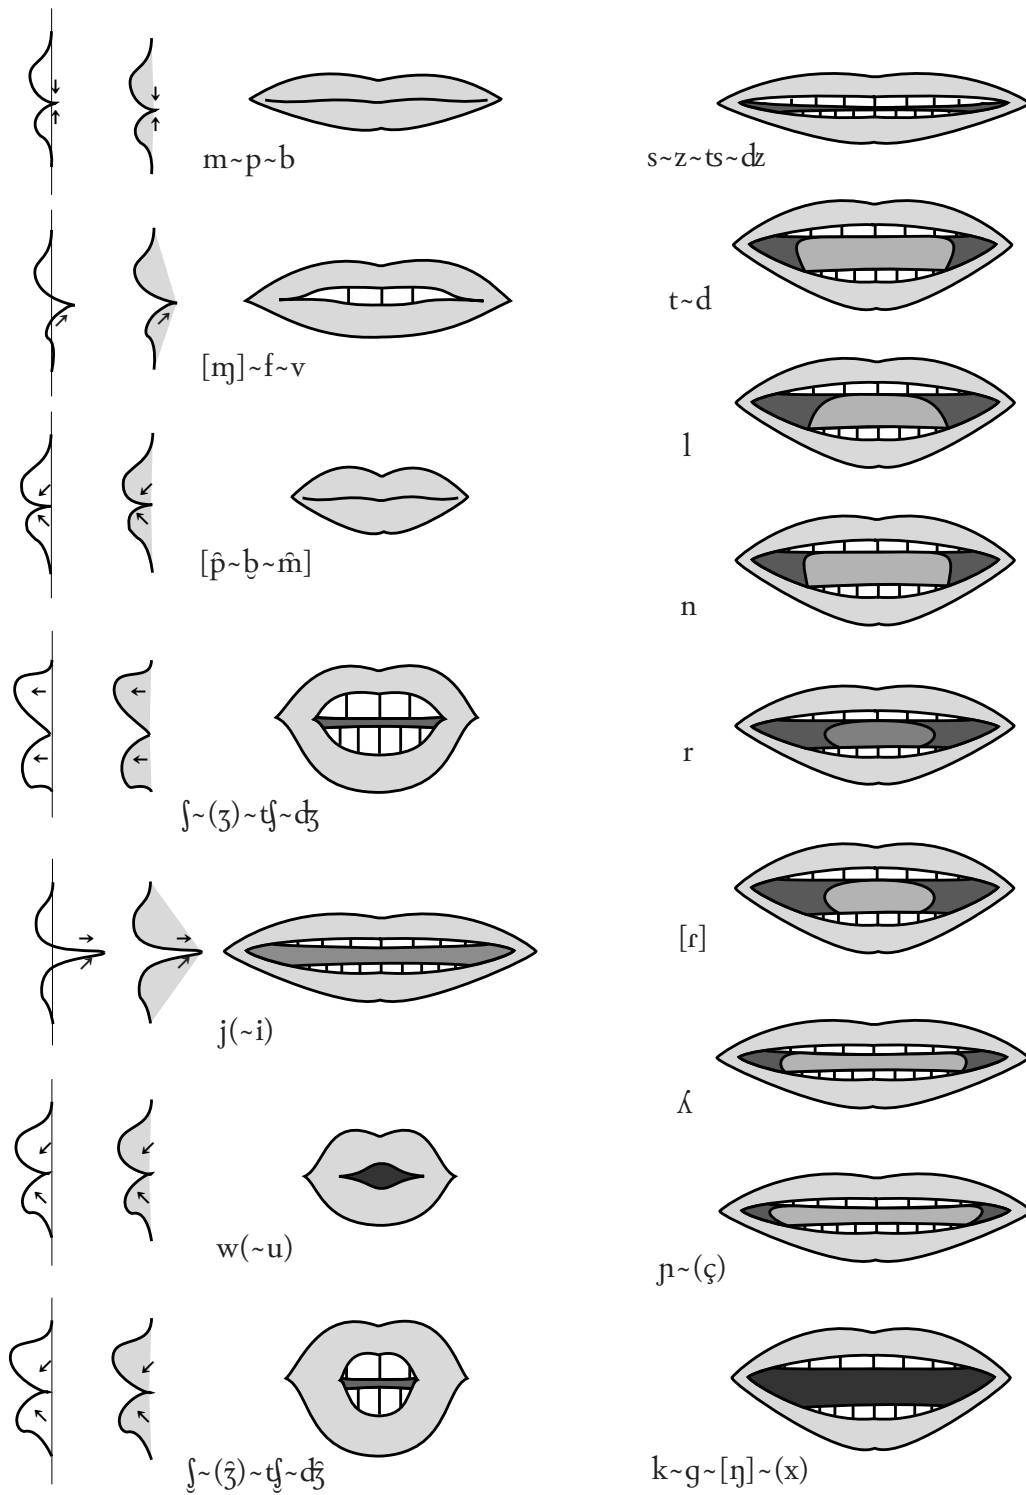 m~p~b
[ɱ]~f~v
[p̑~b̮~m̑]
ʃ~(ʒ)~tʃ~dʒ
j(~i)
w(~u)
ʃ̮~(ʒ̑)~tʃ̮~dʒ̑
s~z~ts~dz
t~d
l
n
r
[ɾ]
ʎ
ɲ~(ç)
k~g~[ŋ]~(x)